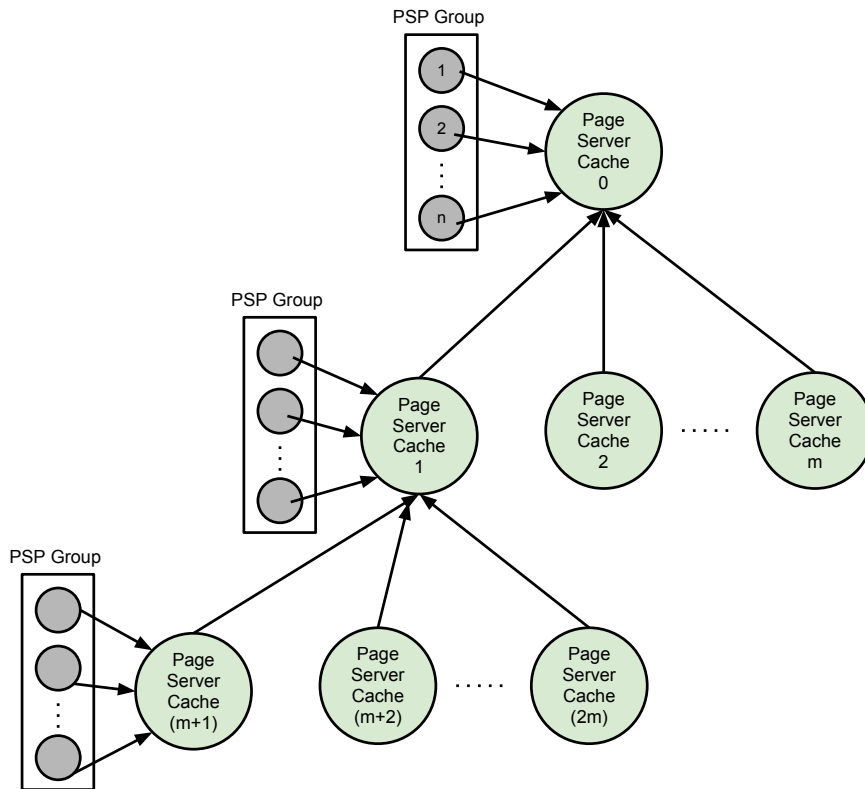 PSP Group
1
2
n
Page
Server
Cache
0
PSP Group
Page
Server
Cache
1
Page
Server
Cache
2
Page
Server
Cache
m
PSP Group
Page
Server
Cache
(m+1)
Page
Server
Cache
(m+2)
Page
Server
Cache
(2m)